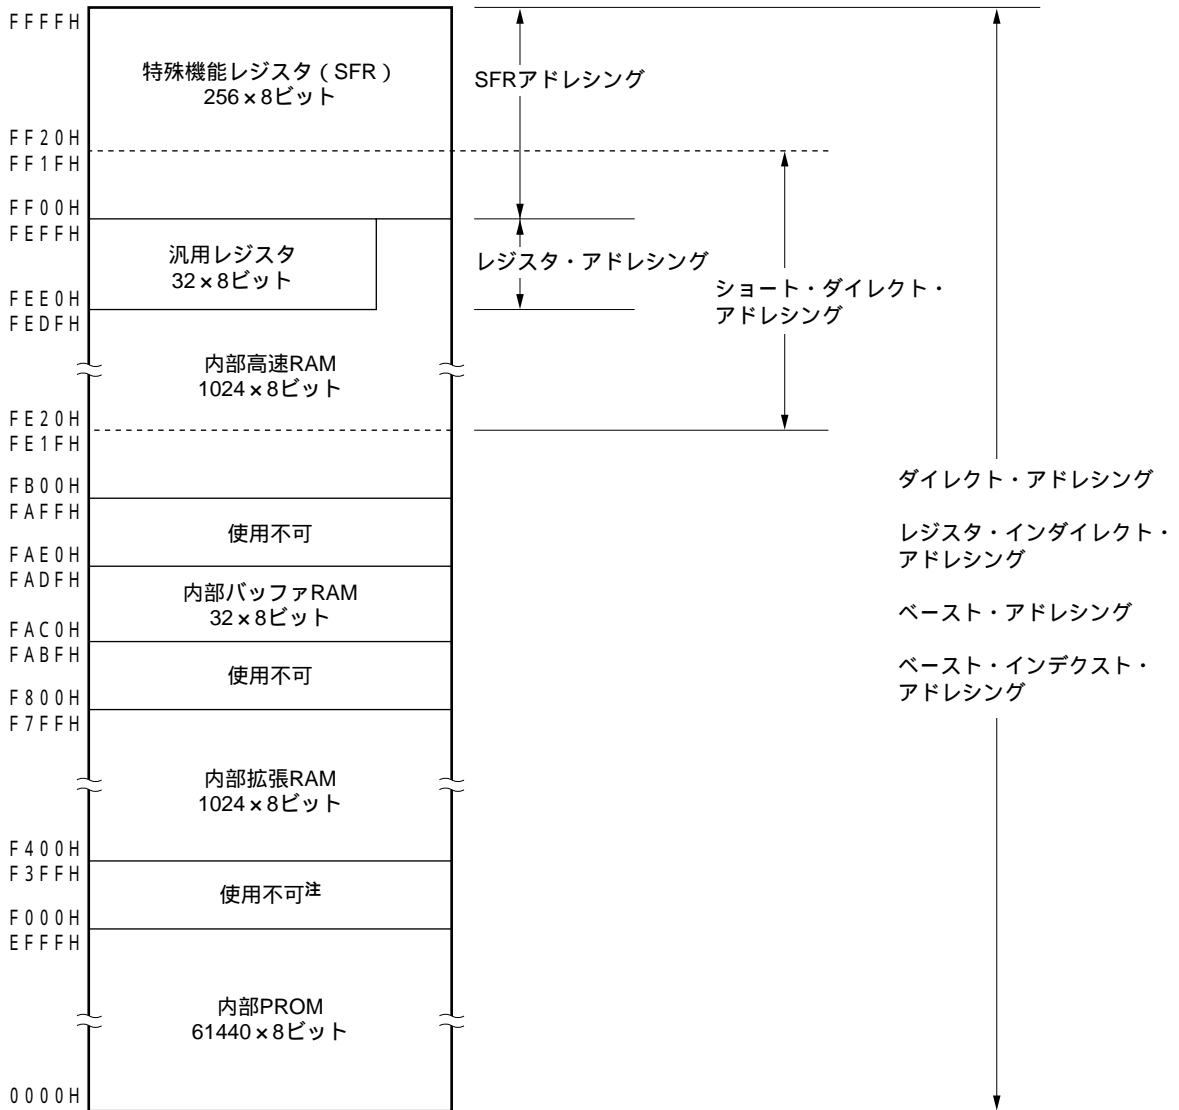 FFFFH
特殊機能レジスタ(SFR)
256×8ビット
SFRアドレシング
FF20H
FF1FH
FF00H
FEFFH
汎用レジスタ
32×8ビット
レジスタ・アドレシング
FEE0H
FEDFH
ショート・ダイレクト・
アドレシング
内部高速RAM
1024×8ビット
FE20H
FE1FH
FB00H
FAFFH
使用不可
FAE0H
FADFH
内部バッファRAM
32×8ビット
FAC0H
FABFH
使用不可
F800H
F7FFH
ダイレクト・アドレシング
レジスタ・インダイレクト・
アドレシング
ベースト・アドレシング
ベースト・インデクスト・
アドレシング
内部拡張RAM
1024×8ビット
F400H
F3FFH
使用不可注
F000H
EFFFH
内部PROM
61440×8ビット
0000H